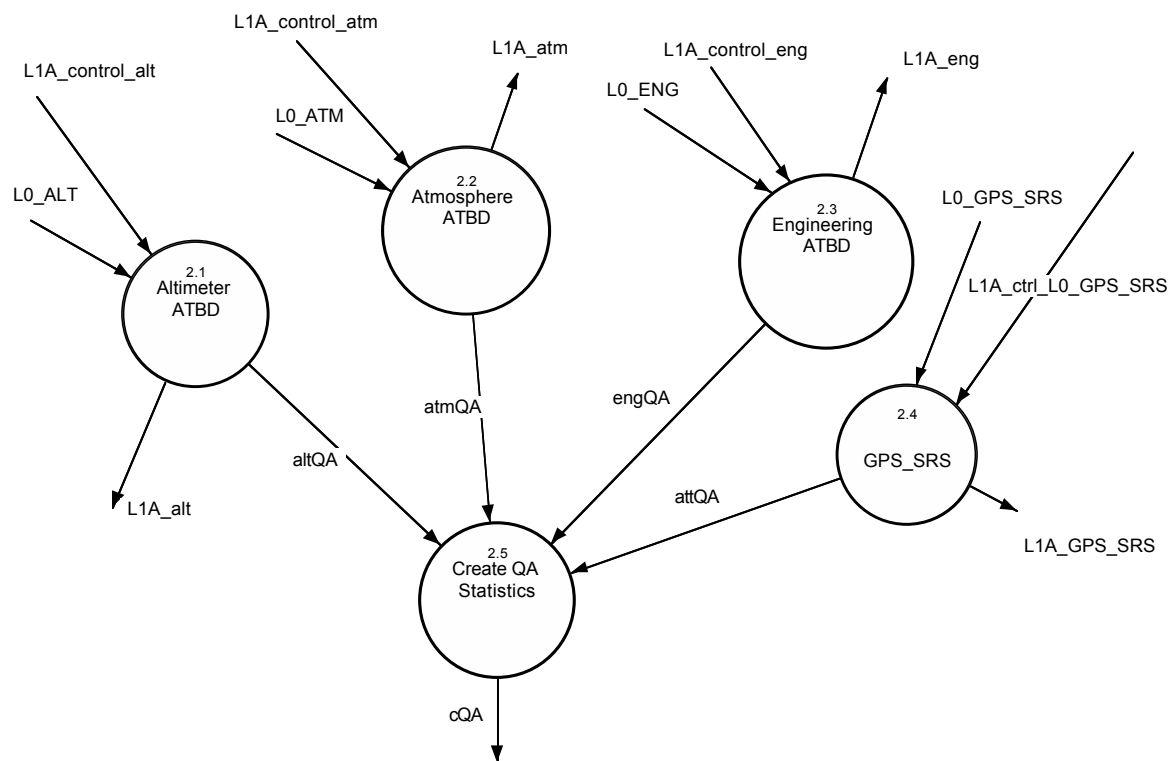 L1A_control_atm
L1A_atm
L1A_control_eng
L1A_eng
L1A_control_alt
L0_ENG
L0_ATM
2.2
Atmosphere
ATBD
L0_ALT
L0_GPS_SRS
2.3
Engineering
ATBD
2.1
Altimeter
ATBD
L1A_ctrl_L0_GPS_SRS
engQA
atmQA
2.4
GPS_SRS
altQA
attQA
L1A_alt
L1A_GPS_SRS
2.5
Create QA
Statistics
cQA